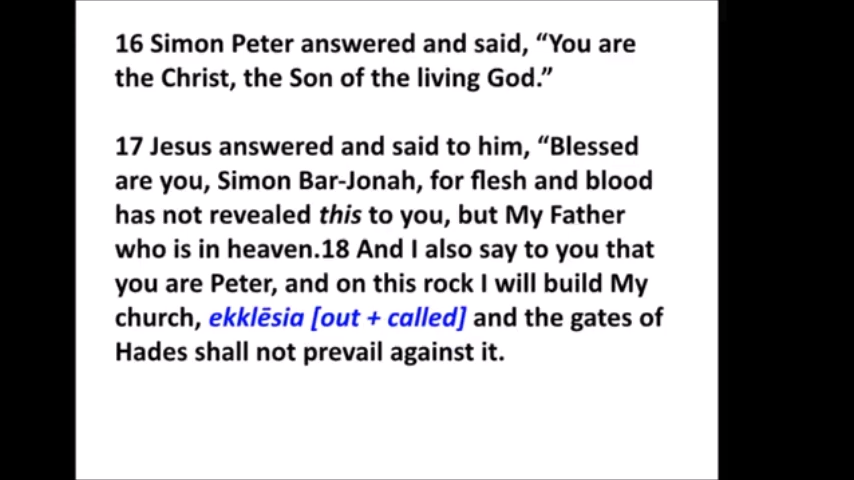 16 Simon Peter answered and said, “You are
the Christ, the Son of the living God.”
17 Jesus answered and said to him, “Blessed
are you, Simon Bar-Jonah, for flesh and blood
has not revealed this to you, but My Father
who is in heaven.18 And I also say to you that
you are Peter, and on this rock I will build My
church, ekklēsia [out + called] and the gates of
Hades shall not prevail against it.